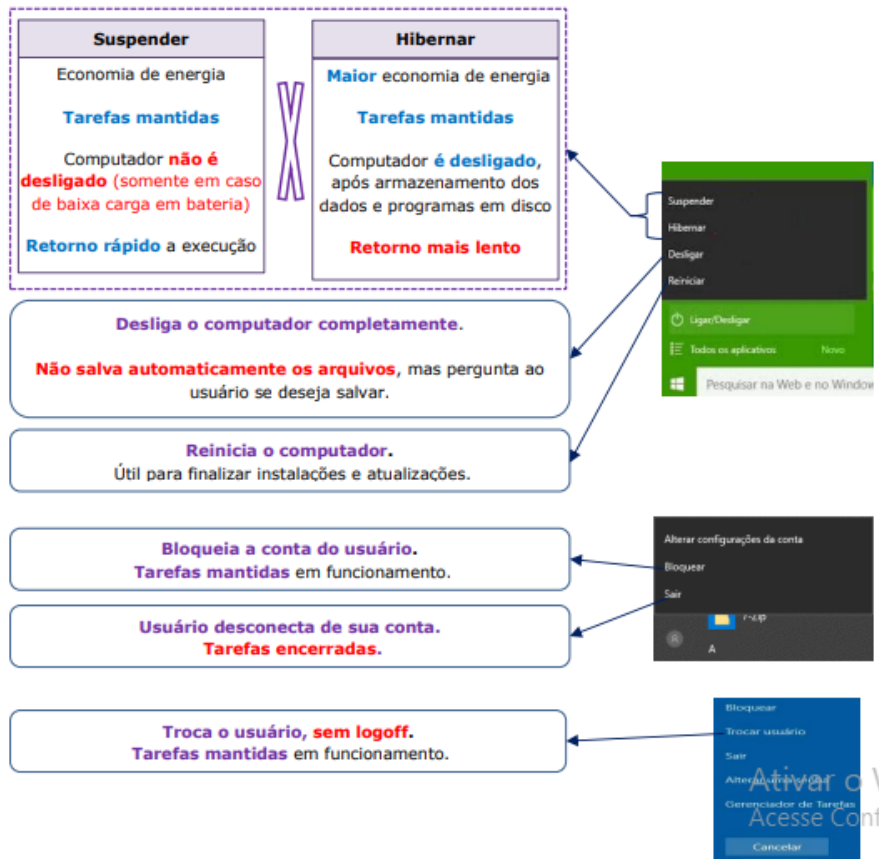 Suspender
Economia de energia
Tarefas mantidas
Computador não é
desligado (somente em caso
de baixa carga em bateria)
Retorno rápido a execução
Hibernar
Maior economia de energia
Tarefas mantidas
Computador é desligado,
após armazenamento dos
dados e programas em disco
Retorno mais lento
Suspender
Hibernar
Desligar
Reiniciar
Ligar/Desligar
Todos os aplicativos Novo
Pesquisar na Web e no Window
Desliga o computador completamente.
Não salva automaticamente os arquivos, mas pergunta ao
usuário se deseja salvar.
Reinicia o computador.
Útil para finalizar instalações e atualizações.
Bloqueia a conta do usuário.
Tarefas mantidas em funcionamento.
Usuário desconecta de sua conta.
Tarefas encerradas.
Alterar configurações da conta
Bloquear
Sair
7-Zip
A
Troca o usuário, sem logoff.
Tarefas mantidas em funcionamento.
Bloquear
Trocar usuário
Sair
Alterar uma senha
Gerenciador de Tarefas
Cancelar
Ativar o
Acesse Conf